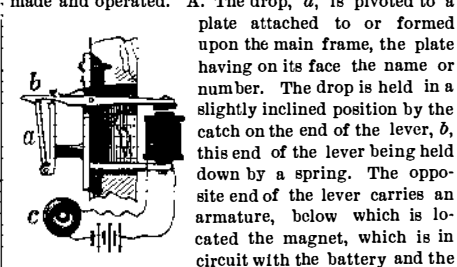 made and operated. A. The drop, a, is pivoted to a
plate attached to or formed
upon the main frame, the plate
having on its face the name or
number. The drop is held in a
slightly inclined position by the
catch on the end of the lever, b,
this end of the lever being held
down by a spring. The oppo-
site end of the lever carries an
armature, below which is lo-
cated the magnet, which is in
circuit with the battery and the
b
a
c